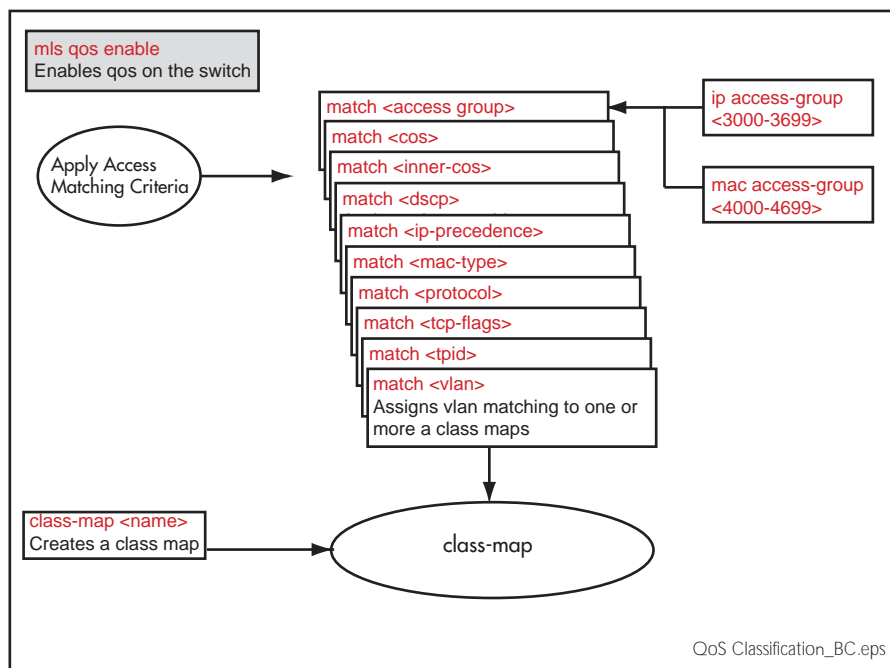 mls qos enable
Enables qos on the switch
Apply Access
Matching Criteria
match <access group>
match <cos>
match <inner-cos>
match <dscp>
match <ip-precedence>
match <mac-type>
match <protocol>
match <tcp-flags>
match <tpid>
match <vlan>
Assigns vlan matching to one or
more a class maps
ip access-group
<3000-3699>
mac access-group
<4000-4699>
class-map <name>
Creates a class map
class-map
QoS Classification_BC.eps